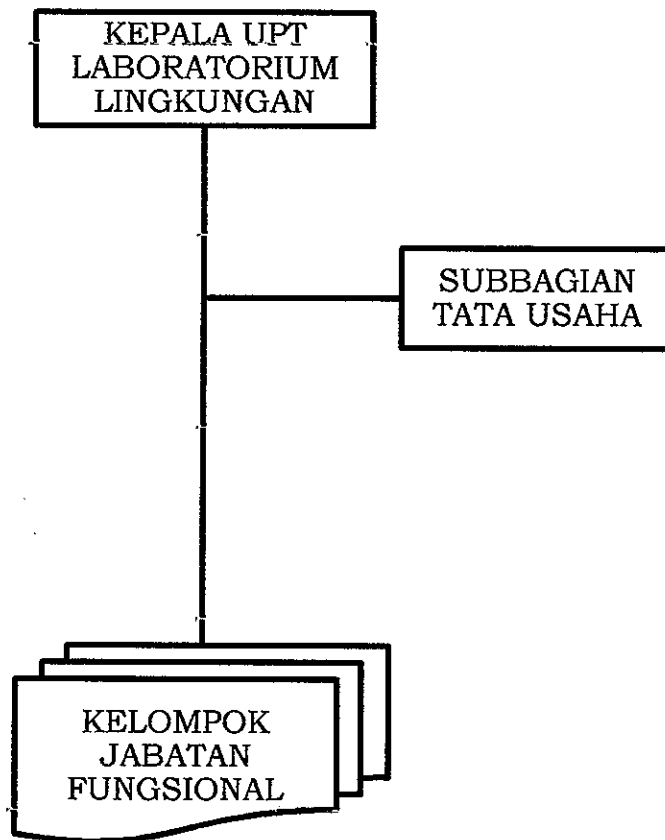 KEPALA UPT
LABORATORIUM
LINGKUNGAN
SUBBAGIAN
TATA USAHA
KELOMPOK
JABATAN
FUNGSIONAL